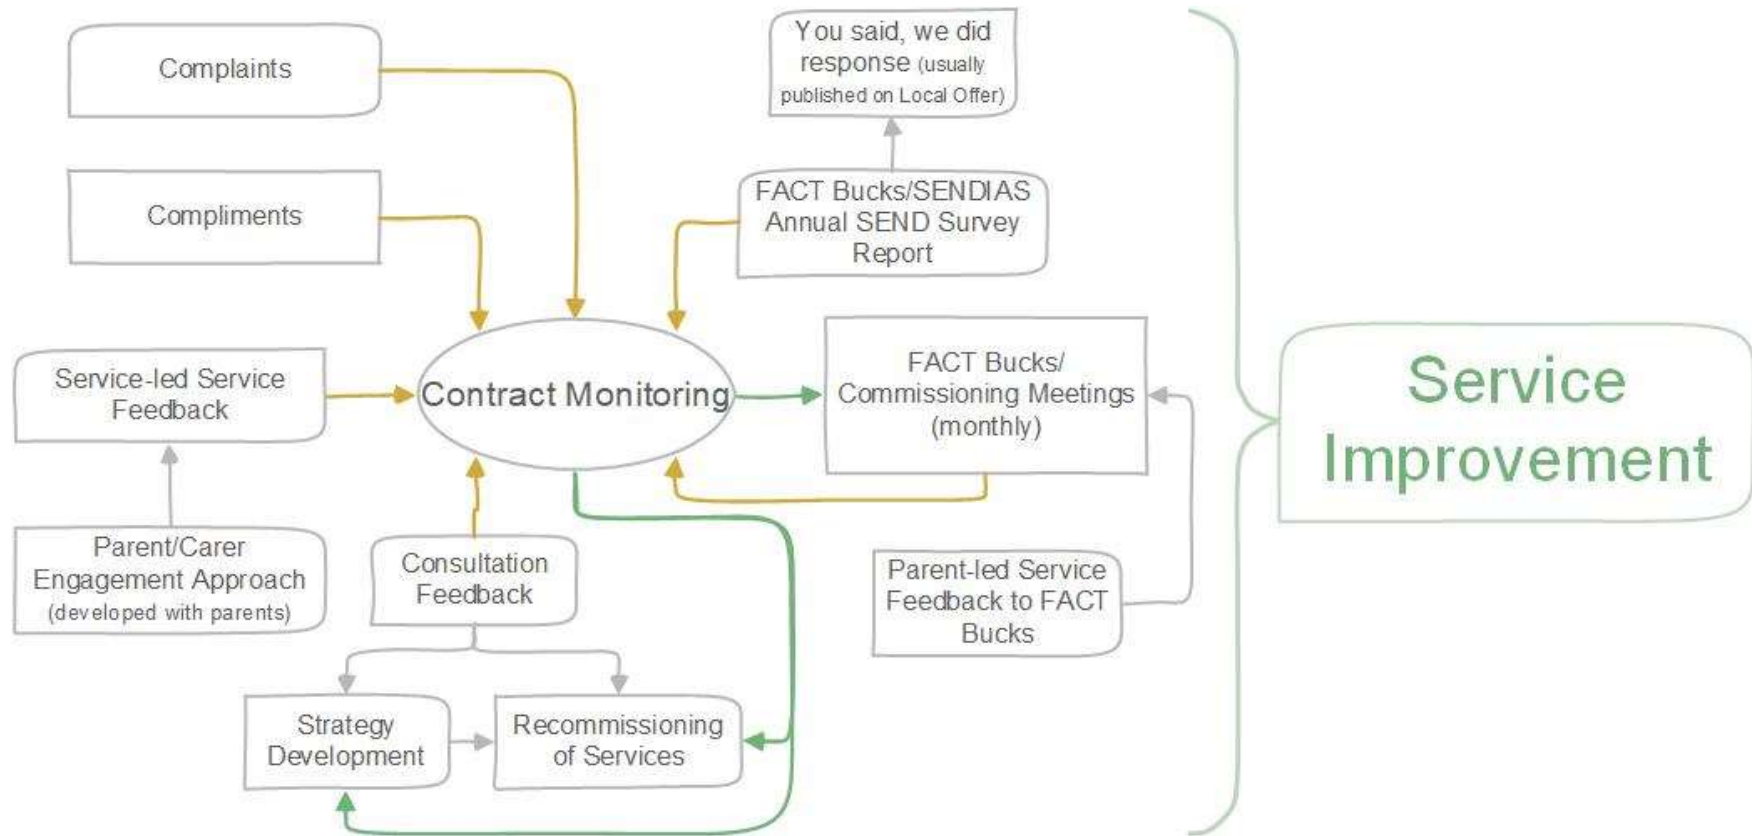 Complaints
You said, we did
response (usually
published on Local Offer)
Compliments
FACT Bucks/SENDIAS
Annual SEND Survey
Report
Service-led Service
Feedback
Contract Monitoring
FACT Bucks/
Commissioning Meetings
(monthly)
Service
Improvement
Parent/Carer
Engagement Approach
(developed with parents)
Consultation
Feedback
Parent-led Service
Feedback to FACT
Bucks
Strategy
Development
Recommissioning
of Services